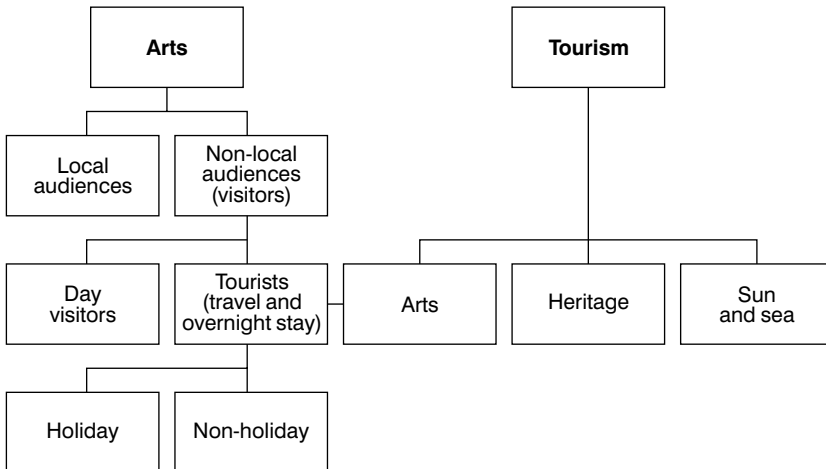 Arts
Tourism
Local
audiences
Non-local
audiences
(visitors)
Day
visitors
Tourists
(travel and
overnight stay)
Arts
Heritage
Sun
and sea
Holiday
Non-holiday